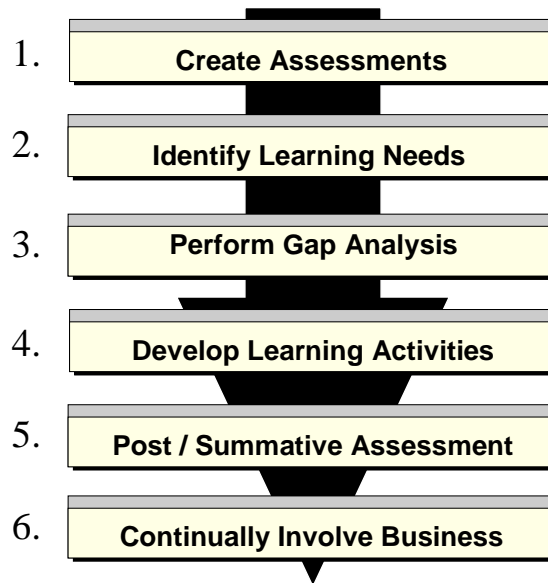 1. Create Assessments
2. Identify Learning Needs
3. Perform Gap Analysis
4. Develop Learning Activities
5. Post / Summative Assessment
6. Continually Involve Business